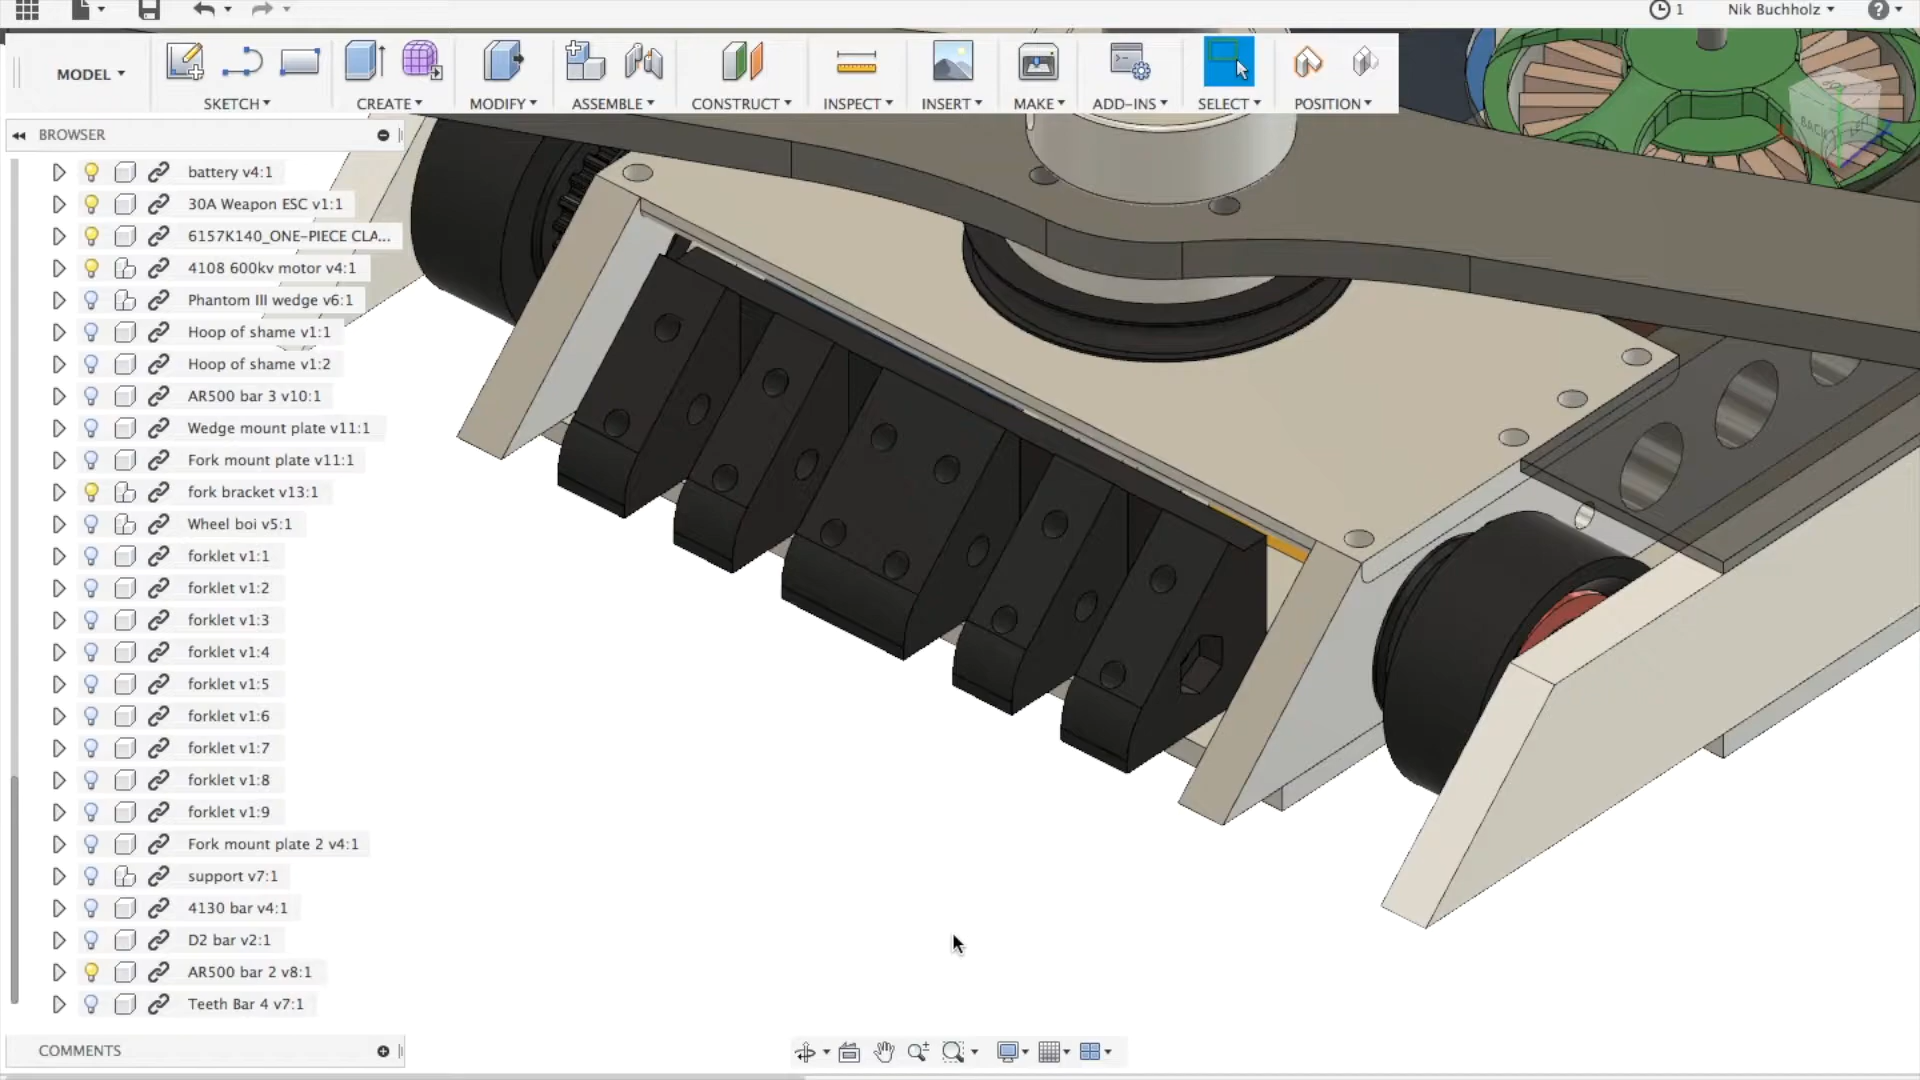 1 Nik Buchholz
MODEL
SKETCH CREATE MODIFY ASSEMBLE CONSTRUCT INSPECT INSERT MAKE ADD-INS SELECT POSITION
BROWSER
BACK LEFT
battery v4:1
30A Weapon ESC v1:1
6157K140_ONE-PIECE CLA...
4108 600kv motor v4:1
Phantom III wedge v6:1
Hoop of shame v1:1
Hoop of shame v1:2
AR500 bar 3 v10:1
Wedge mount plate v11:1
Fork mount plate v11:1
fork bracket v13:1
Wheel boi v5:1
forklet v1:1
forklet v1:2
forklet v1:3
forklet v1:4
forklet v1:5
forklet v1:6
forklet v1:7
forklet v1:8
forklet v1:9
Fork mount plate 2 v4:1
support v7:1
4130 bar v4:1
D2 bar v2:1
AR500 bar 2 v8:1
Teeth Bar 4 v7:1
COMMENTS